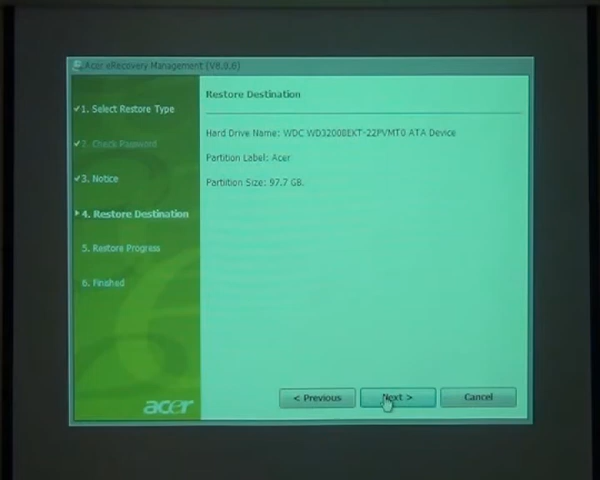 Acer eRecovery Management (V8.0.6)
1. Select Restore Type
2. Check Password
3. Notice
4. Restore Destination
5. Restore Progress
6. Finished
acer
Restore Destination
Hard Drive Name: WDC WD3200BEKT-22PVMT0 ATA Device
Partition Label: Acer
Partition Size: 97.7 GB.
< Previous
Next >
Cancel